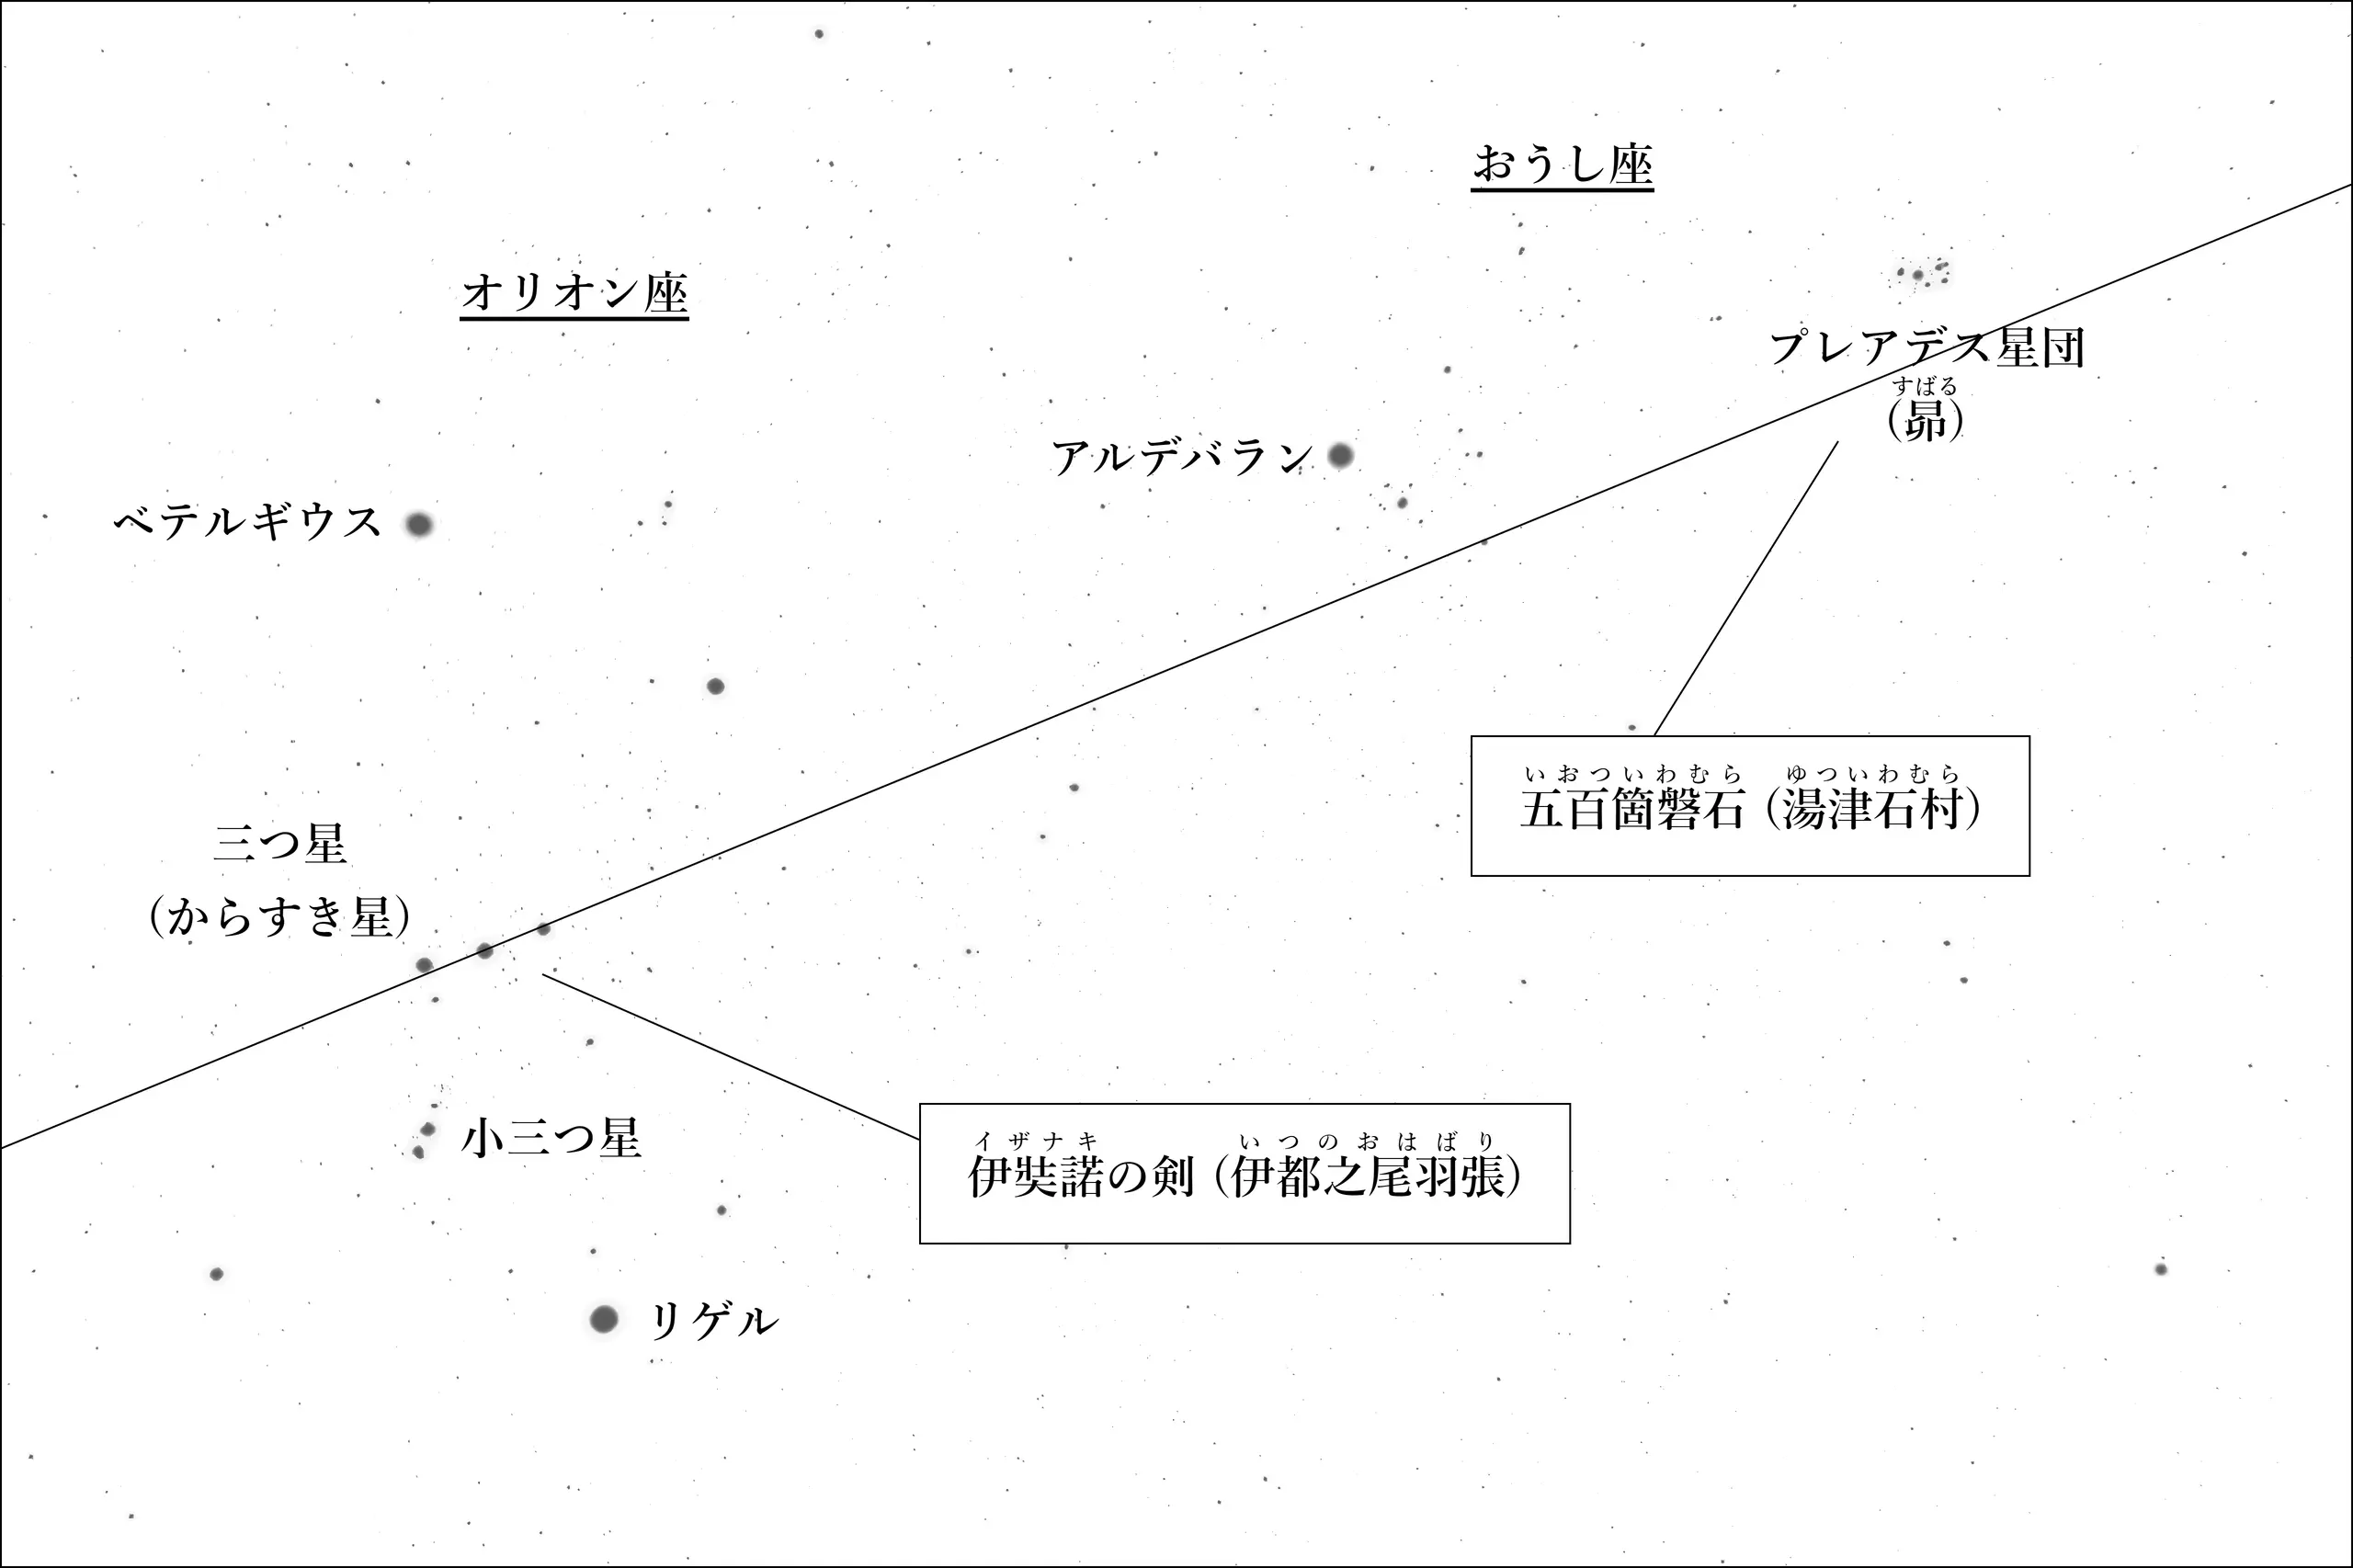 おうし座
オリオン座
プレアデス星団
すばる
（昴）
アルデバラン
ベテルギウス
いおついわむら ゆついわむら
五百箇磐石（湯津石村）
三つ星
（からすき星）
小三つ星
イザナキ いつのおはばり
伊奘諾の剣（伊都之尾羽張）
リゲル